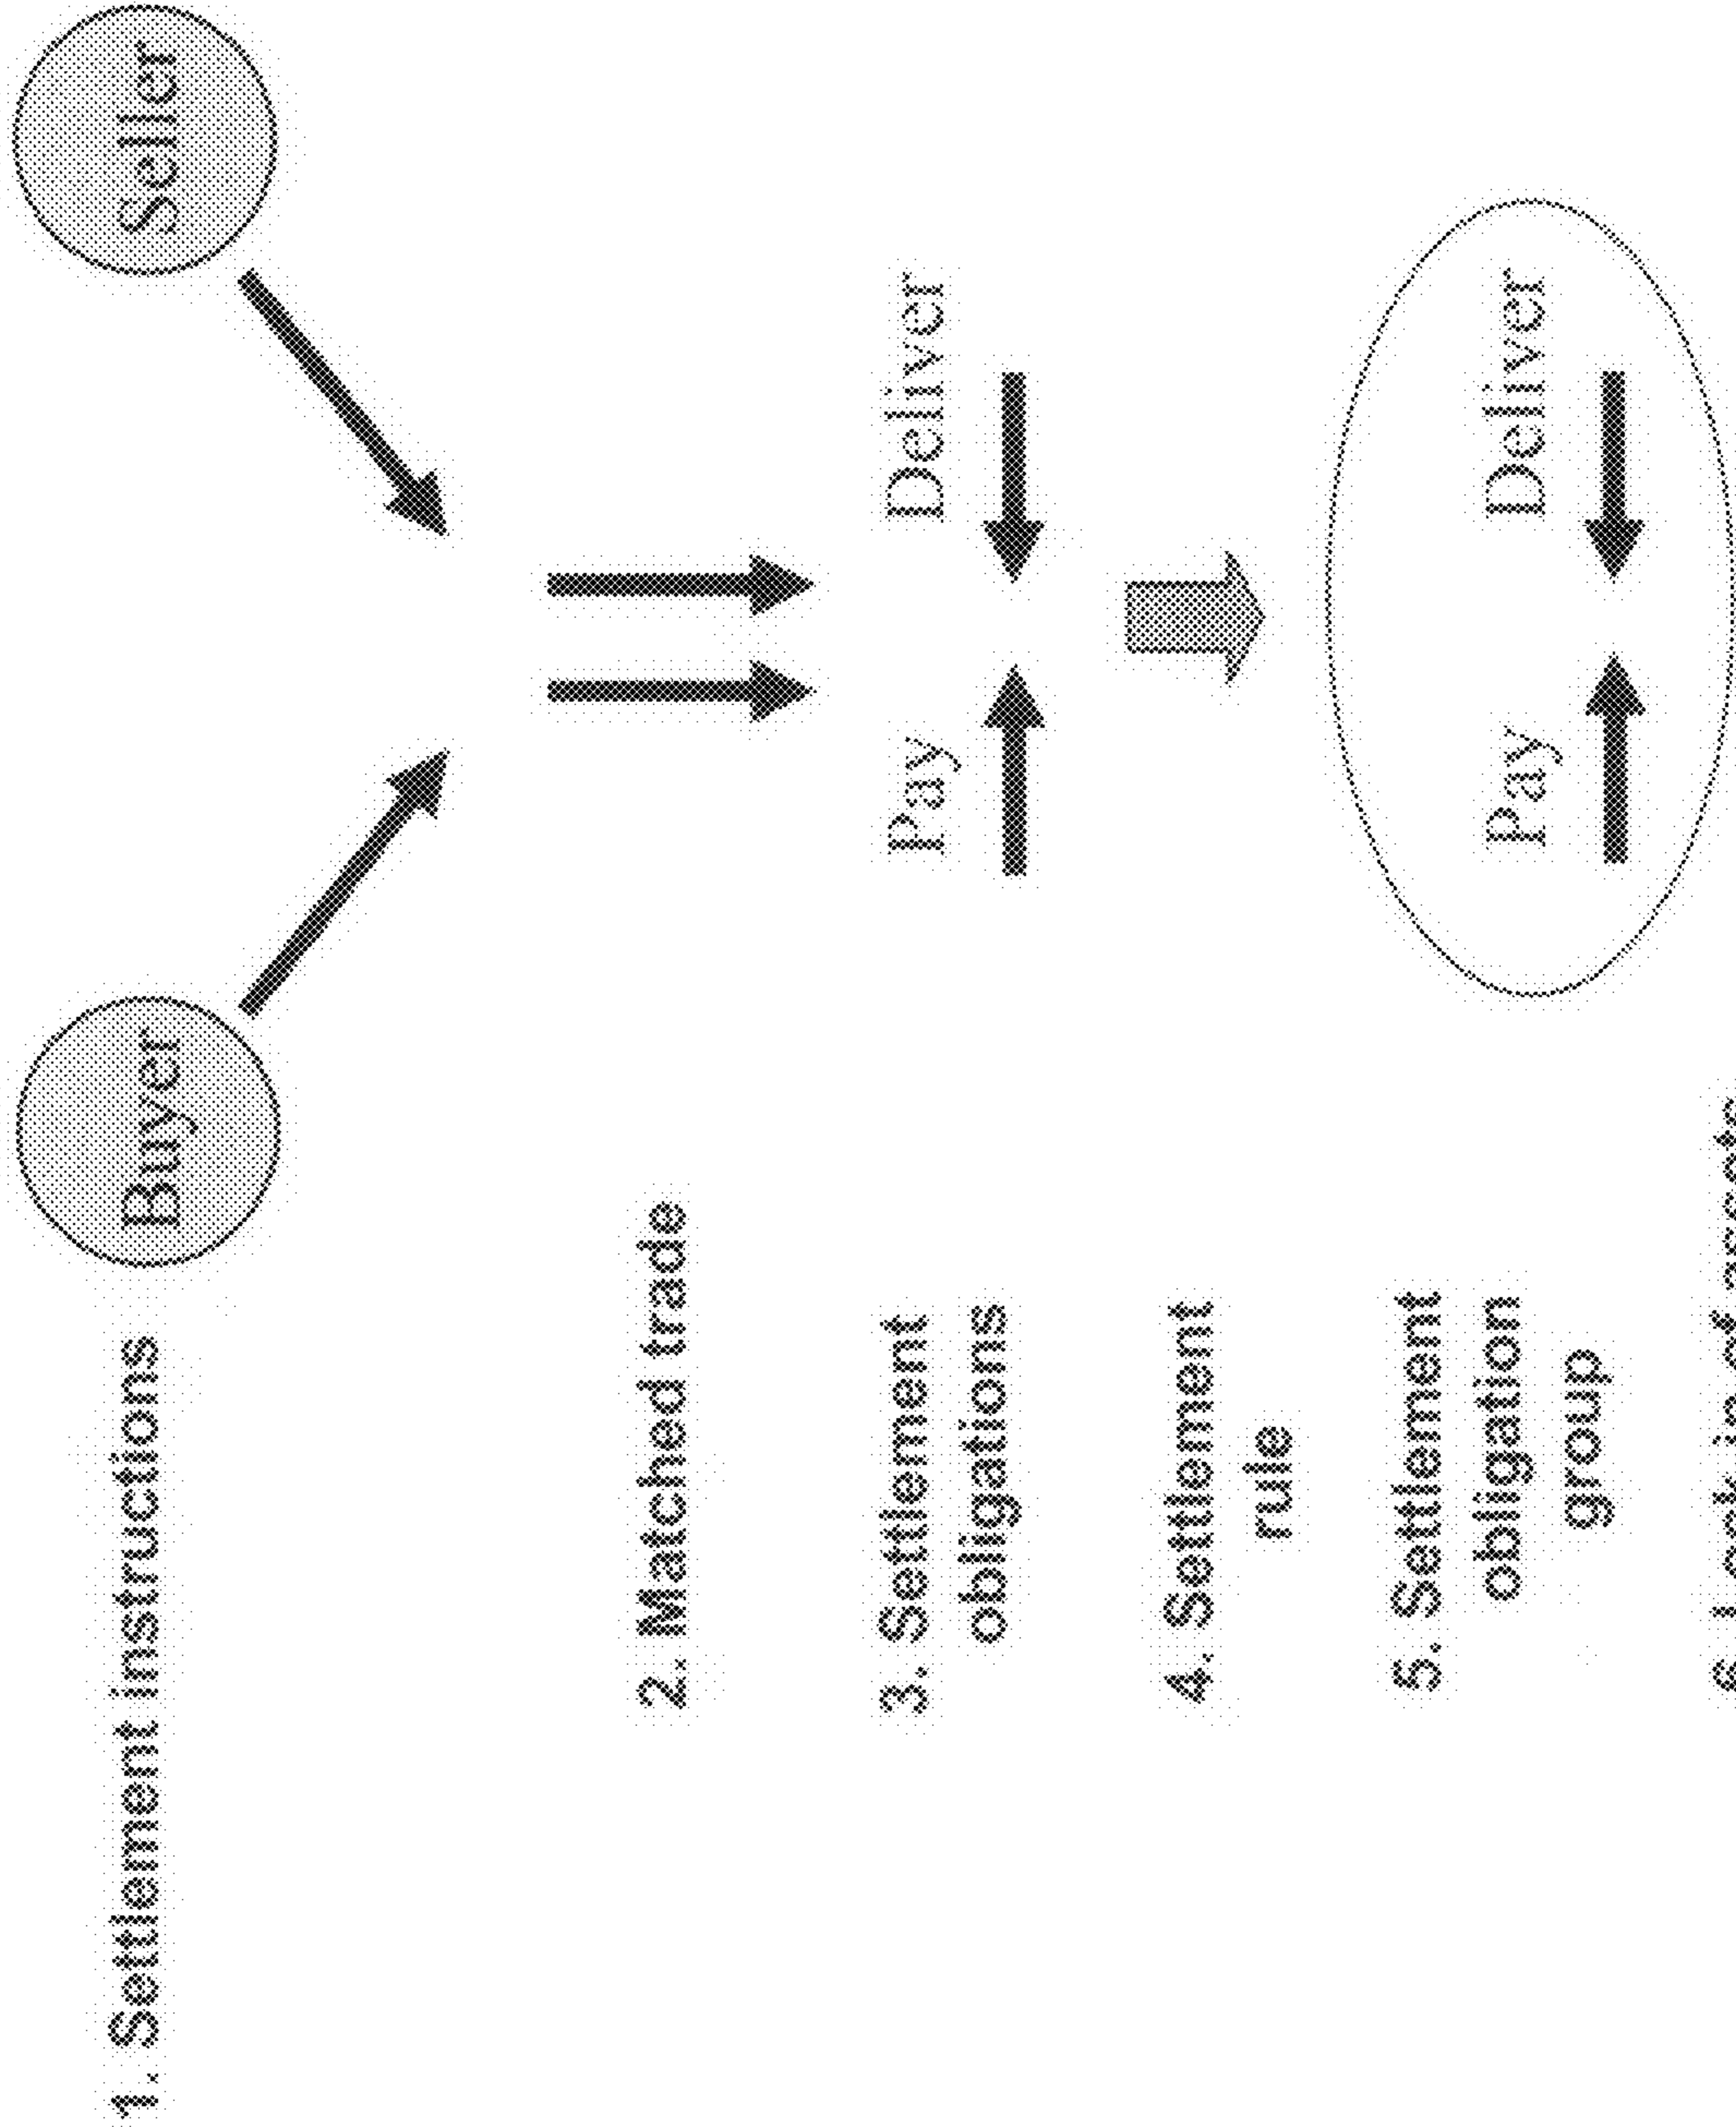 1. Settlement instructions
Buyer
Seller
2. Matched trade
3. Settlement
obligations
Pay
Deliver
4. Settlement
rule
5. Settlement
obligation
group
Pay
Deliver